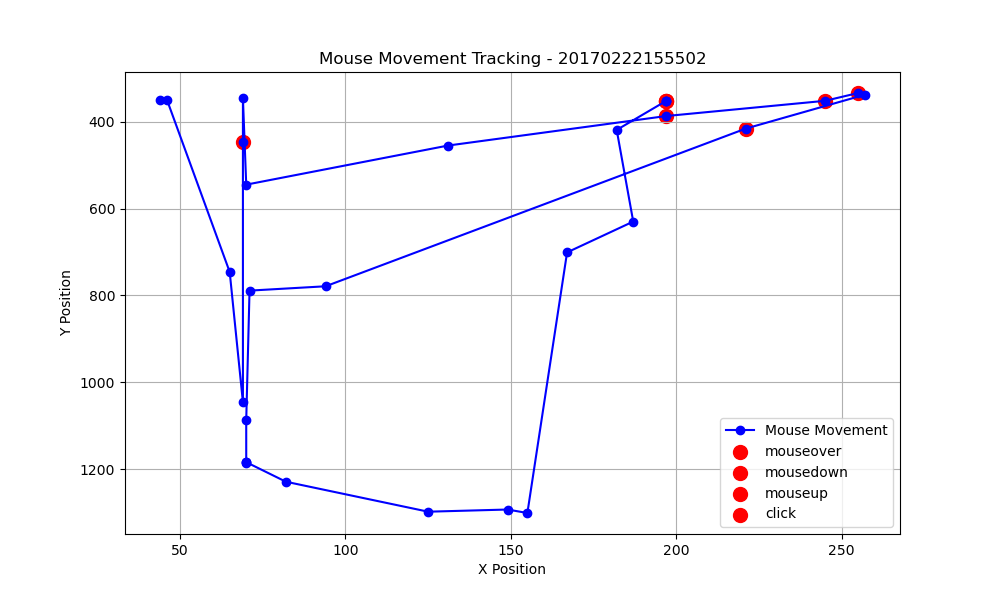 Mouse Movement Tracking - 20170222155502
Y Position
400
600
800
1000
1200
50
100
150
200
250
X Position
Mouse Movement
mouseover
mousedown
mouseup
click